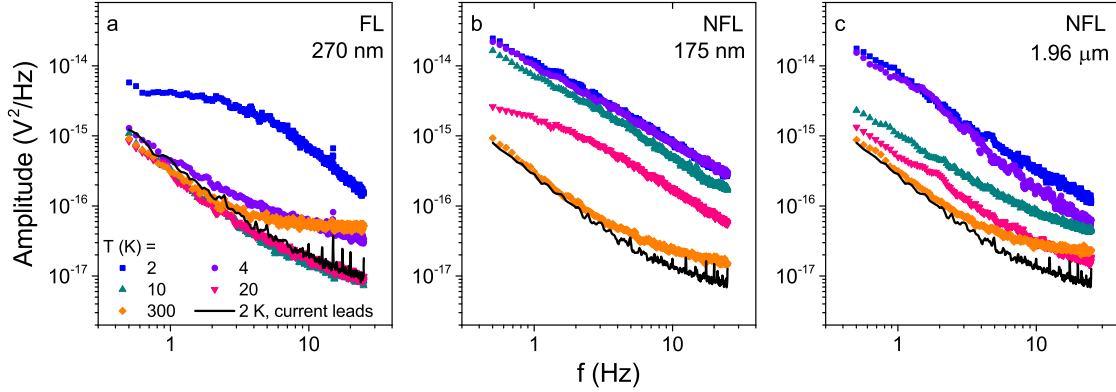 a
FL
270 nm
b
NFL
175 nm
c
NFL
1.96 μm
Amplitude (V²/Hz)
10⁻¹⁴
10⁻¹⁵
10⁻¹⁶
10⁻¹⁷
10⁻¹⁴
10⁻¹⁵
10⁻¹⁶
10⁻¹⁷
10⁻¹⁴
10⁻¹⁵
10⁻¹⁶
10⁻¹⁷
T (K) =
2 4
10 20
300 2 K, current leads
1 10
1 10
1 10
f (Hz)